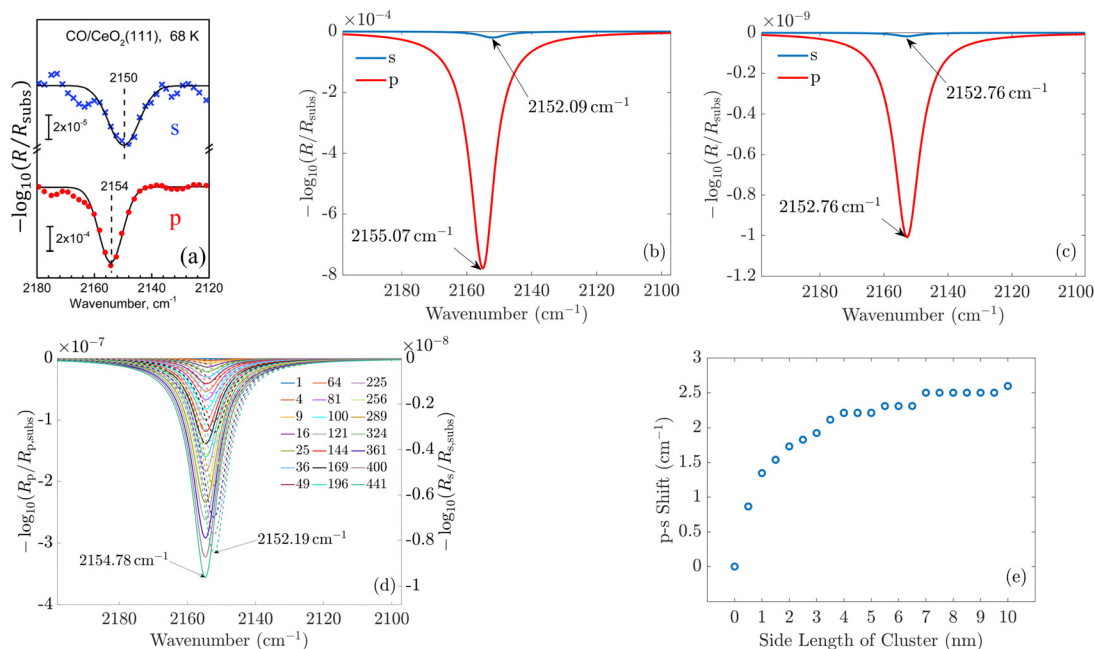 CO/CeO₂(111), 68 K
2150
s
2x10⁻⁵
2154
p
2x10⁻⁴
(a)
−log₁₀(R/Rsubs)
2180 2160 2140 2120
Wavenumber, cm⁻¹
×10⁻⁴
0
-2
-4
-6
-8
s
p
2152.09 cm⁻¹
2155.07 cm⁻¹
(b)
−log₁₀(R/Rsubs)
2180 2160 2140 2120 2100
Wavenumber (cm⁻¹)
×10⁻⁹
0
-0.2
-0.4
-0.6
-0.8
-1
-1.2
s
p
2152.76 cm⁻¹
2152.76 cm⁻¹
(c)
−log₁₀(R/Rsubs)
2180 2160 2140 2120 2100
Wavenumber (cm⁻¹)
×10⁻⁷
×10⁻⁸
0
-1
-2
-3
-4
0
-0.2
-0.4
-0.6
-0.8
-1
1 64 225
4 81 256
9 100 289
16 121 324
25 144 361
36 169 400
49 196 441
2152.19 cm⁻¹
2154.78 cm⁻¹
(d)
−log₁₀(Rp/Rp,subs)
−log₁₀(Rs/Rs,subs)
2180 2160 2140 2120 2100
Wavenumber (cm⁻¹)
3
2.5
2
1.5
1
0.5
0
p-s Shift (cm⁻¹)
(e)
0 1 2 3 4 5 6 7 8 9 10
Side Length of Cluster (nm)